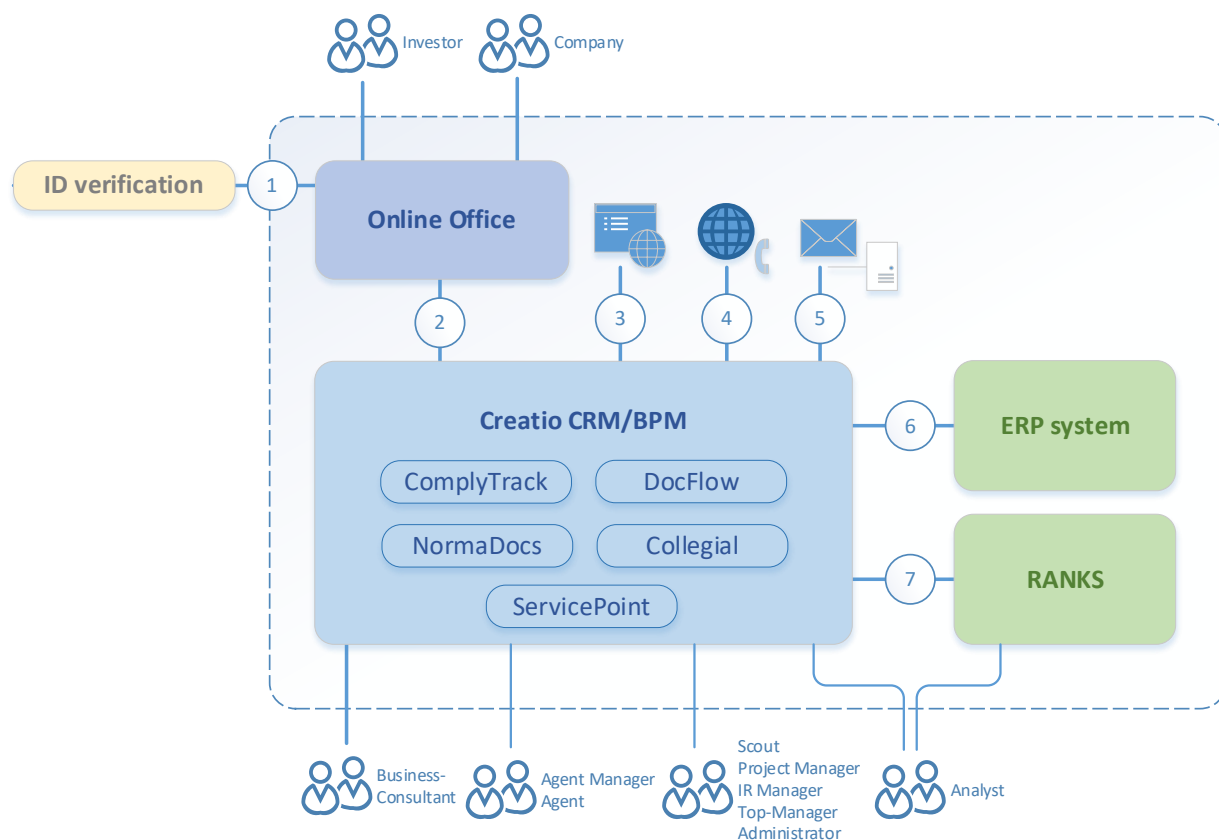 Investor
Company
ID verification
1
Online Office
2
3
4
5
Creatio CRM/BPM
6
ERP system
ComplyTrack
DocFlow
NormaDocs
Collegial
7
RANKS
ServicePoint
Business-
Consultant
Agent Manager
Agent
Scout
Project Manager
IR Manager
Top-Manager
Administrator
Analyst